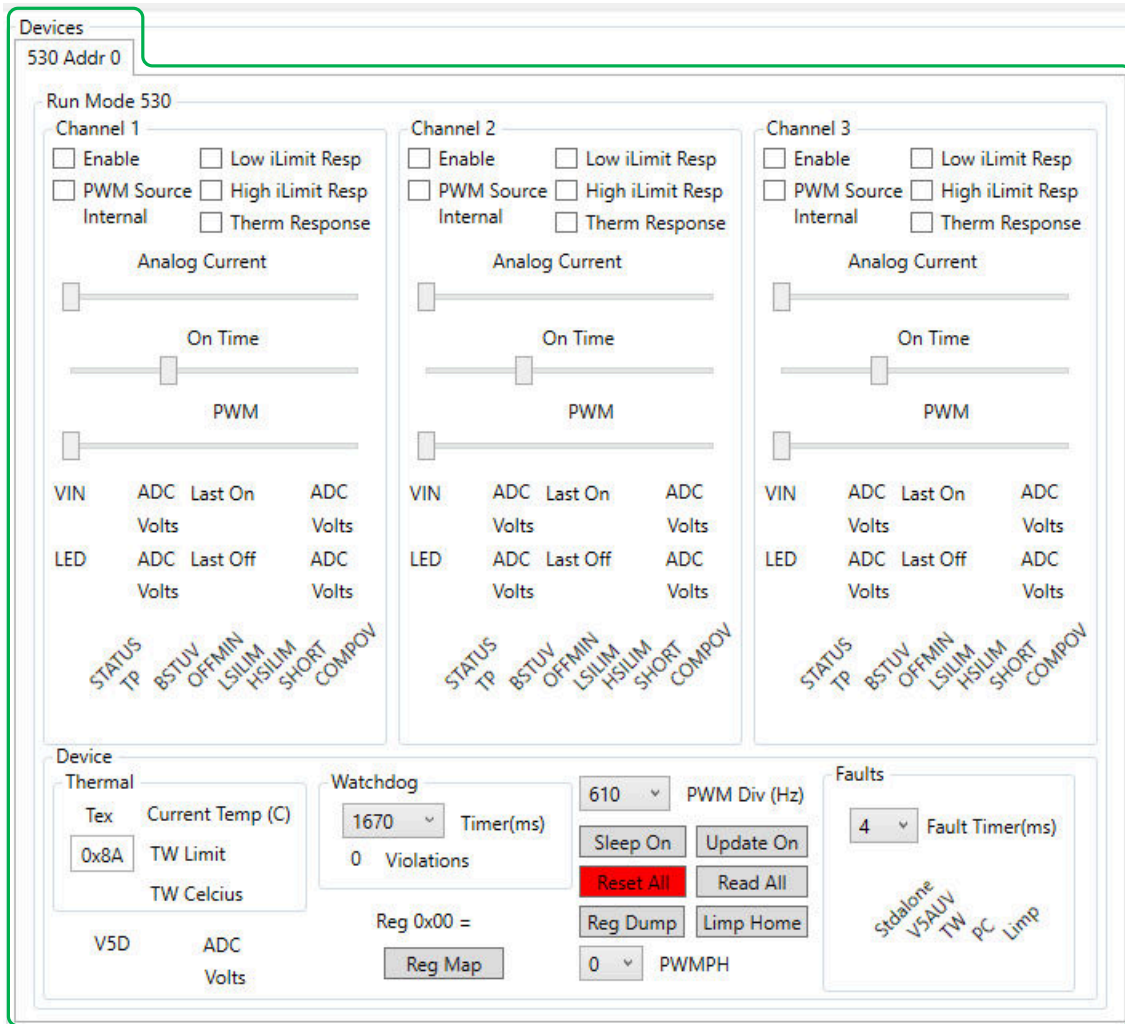 Devices
530 Addr 0
Run Mode 530
Channel 1
Enable
Low iLimit Resp
PWM Source Internal
High iLimit Resp
Therm Response
Analog Current
On Time
PWM
VIN ADC Last On ADC
Volts Volts
LED ADC Last Off ADC
Volts Volts
STATUS TP BSTUV OFFMIN LSILIM HSILIM SHORT COMPOV
Channel 2
Enable
Low iLimit Resp
PWM Source Internal
High iLimit Resp
Therm Response
Analog Current
On Time
PWM
VIN ADC Last On ADC
Volts Volts
LED ADC Last Off ADC
Volts Volts
STATUS TP BSTUV OFFMIN LSILIM HSILIM SHORT COMPOV
Channel 3
Enable
Low iLimit Resp
PWM Source Internal
High iLimit Resp
Therm Response
Analog Current
On Time
PWM
VIN ADC Last On ADC
Volts Volts
LED ADC Last Off ADC
Volts Volts
STATUS TP BSTUV OFFMIN LSILIM HSILIM SHORT COMPOV
Device
Thermal
Tex Current Temp (C)
0x8A TW Limit
TW Celcius
V5D ADC
Volts
Watchdog
1670 Timer(ms)
0 Violations
Reg 0x00 =
Reg Map
610 PWM Div (Hz)
Sleep On Update On
Reset All Read All
Reg Dump Limp Home
0 PWMPH
Faults
4 Fault Timer(ms)
Stdalone V5AUV TW PC Limp